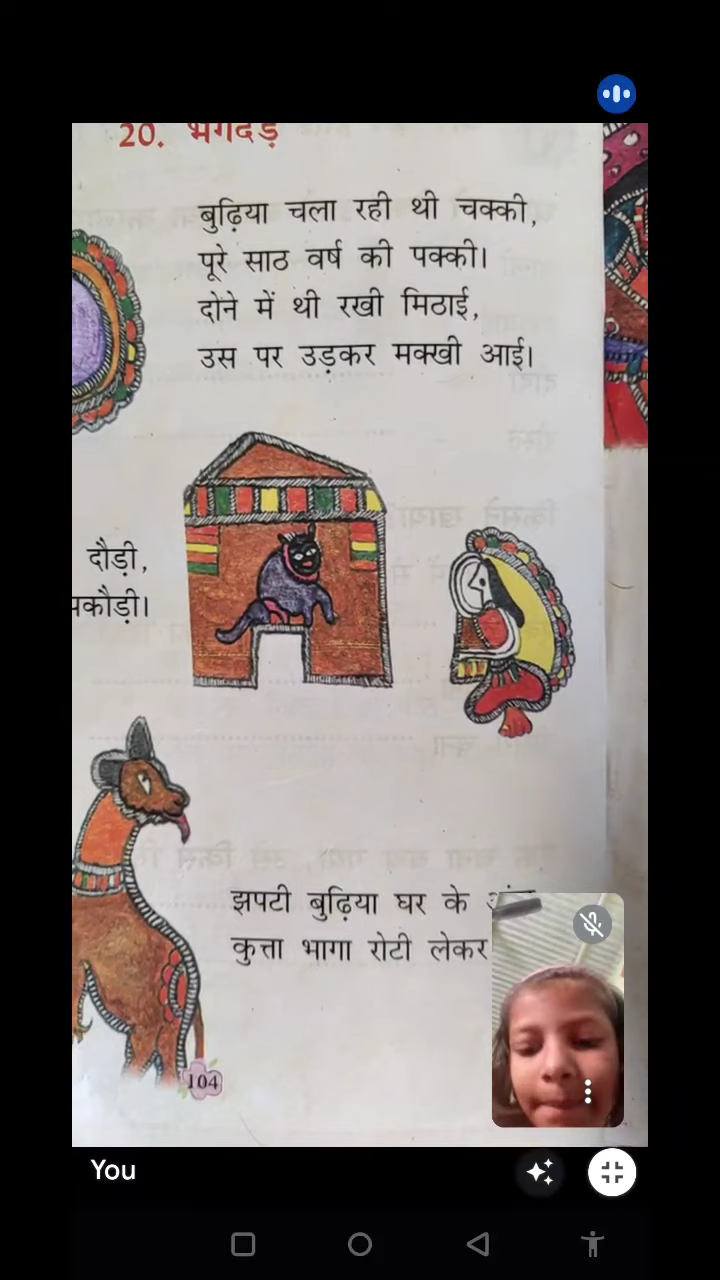 20. भगदड़
बुढ़िया चला रही थी चक्की,
पूरे साठ वर्ष की पक्की।
दोने में थी रखी मिठाई,
उस पर उड़कर मक्खी आई।
दौड़ी,
पकौड़ी।
झपटी बुढ़िया घर के
कुत्ता भागा रोटी लेकर
104
You